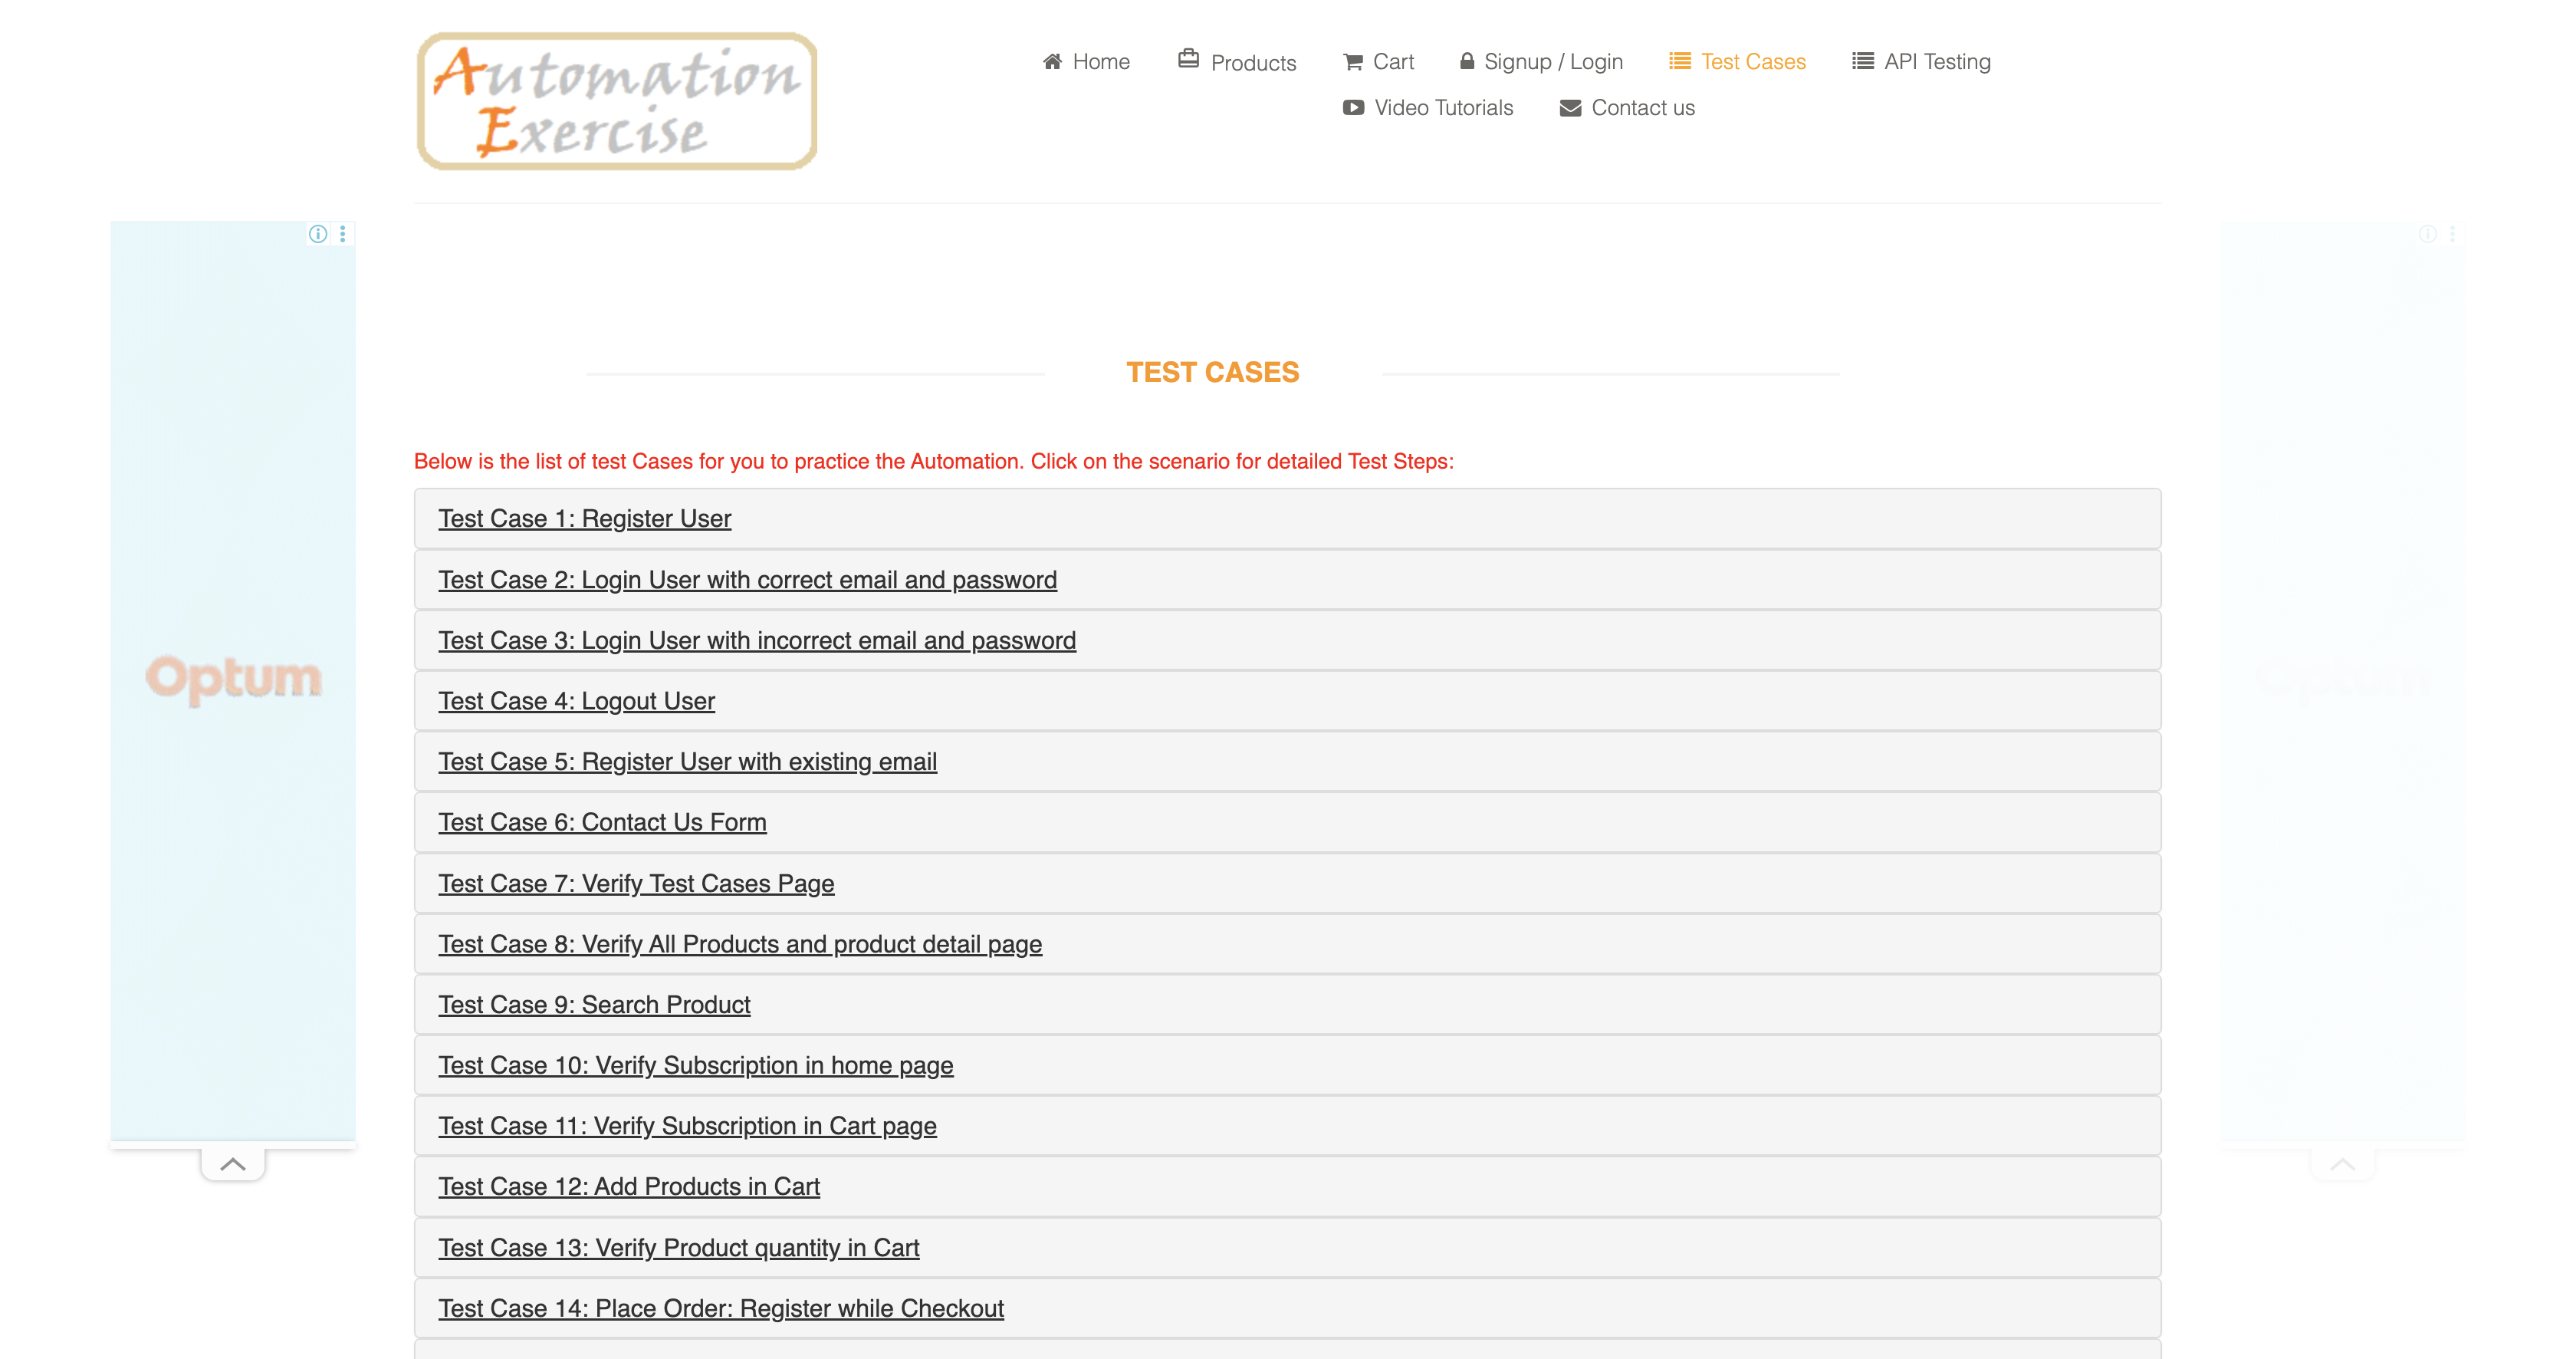 Automation
Exercise
Home
Products
Cart
Signup / Login
Test Cases
API Testing
Video Tutorials
Contact us
TEST CASES
Below is the list of test Cases for you to practice the Automation. Click on the scenario for detailed Test Steps:
Test Case 1: Register User
Test Case 2: Login User with correct email and password
Test Case 3: Login User with incorrect email and password
Test Case 4: Logout User
Test Case 5: Register User with existing email
Test Case 6: Contact Us Form
Test Case 7: Verify Test Cases Page
Test Case 8: Verify All Products and product detail page
Test Case 9: Search Product
Test Case 10: Verify Subscription in home page
Test Case 11: Verify Subscription in Cart page
Test Case 12: Add Products in Cart
Test Case 13: Verify Product quantity in Cart
Test Case 14: Place Order: Register while Checkout
Optum
Optum